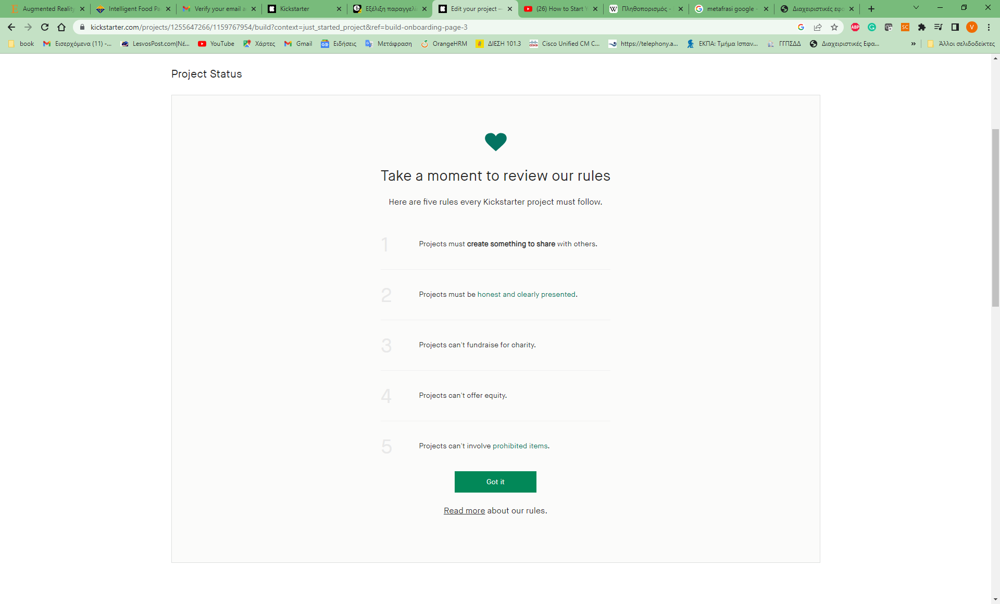 Augmented Reality
Intelligent Food Pa
Verify your email a
Kickstarter
Εξέλιξη παραγγελί
Edit your project —
(26) How to Start Y
Πληθοπορισμός -
metafrasi google -
Διαχειριστικές εφα
kickstarter.com/projects/1255647266/1159767954/build?context=just_started_project&ref=build-onboarding-page-3
book
Εισερχόμενα (11) -...
LesvosPost.com|Νέ...
YouTube
Χάρτες
Gmail
Ειδήσεις
Μετάφραση
OrangeHRM
ΔΙΕΣΗ 101.3
Cisco Unified CM C...
https://telephony.a...
ΕΚΠΑ: Τμήμα Ισπαν...
ΓΓΠΣΔΔ
Διαχειριστικές Εφα...
»
Άλλοι σελιδοδείκτες
Project Status
Take a moment to review our rules
Here are five rules every Kickstarter project must follow.
1 Projects must create something to share with others.
2 Projects must be honest and clearly presented.
3 Projects can't fundraise for charity.
4 Projects can't offer equity.
5 Projects can't involve prohibited items.
Got it
Read more about our rules.